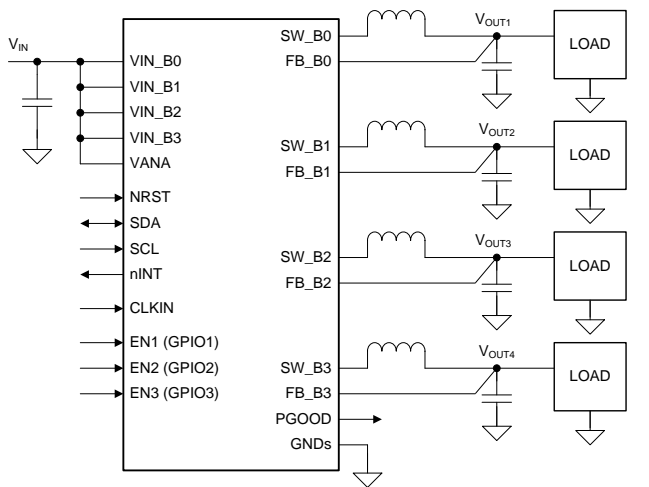 VIN
VIN_B0
VIN_B1
VIN_B2
VIN_B3
VANA
NRST
SDA
SCL
nINT
CLKIN
EN1 (GPIO1)
EN2 (GPIO2)
EN3 (GPIO3)
SW_B0
FB_B0
VOUT1
LOAD
SW_B1
FB_B1
VOUT2
LOAD
SW_B2
FB_B2
VOUT3
LOAD
SW_B3
FB_B3
VOUT4
LOAD
PGOOD
GNDs